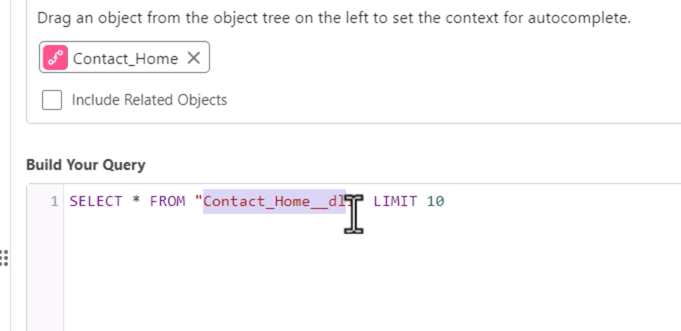 Drag an object from the object tree on the left to set the context for autocomplete.
Contact_Home
Include Related Objects
Build Your Query
1 SELECT * FROM "Contact_Home__dl LIMIT 10